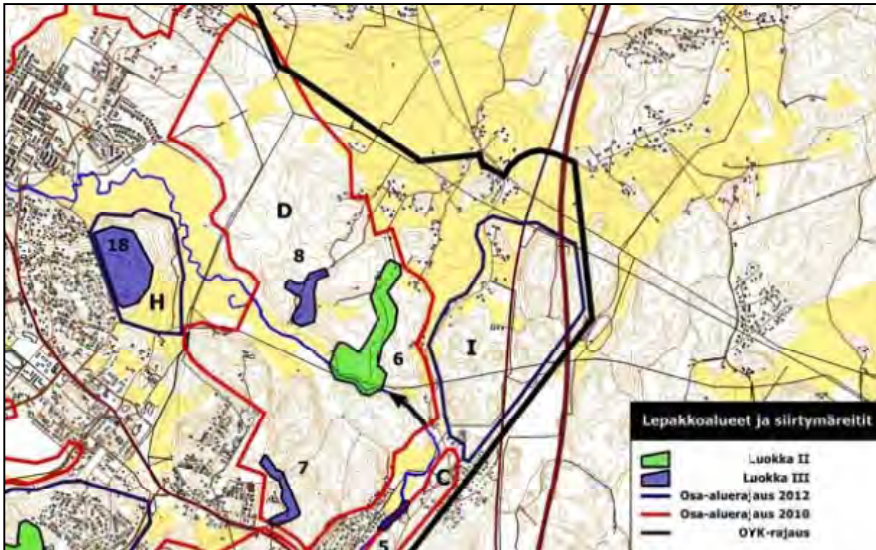 D
8
18
H
6
I
7
C
5
Lepakkoalueet ja siirtymäreitit
Luokka II
Luokka III
Osa-aluerajaus 2012
Osa-aluerajaus 2010
OYK-rajaus